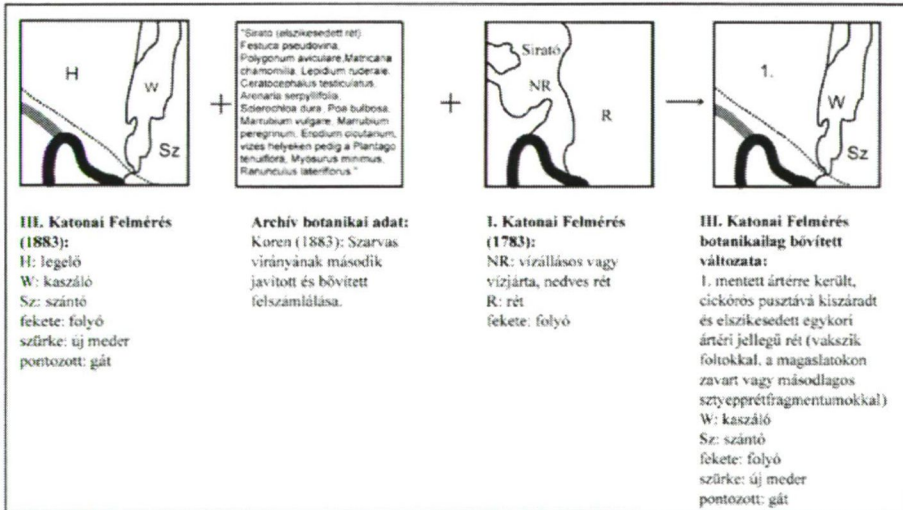 H
W
Sz
+
"Sirató (elszikesedett rét)
Festuca pseudovina,
Polygonum aviculare, Matricaria
chamomilla, Lepidium ruderale,
Ceratocephalus testiculatus,
Arenaria serpyllifolia,
Sclerochloa dura, Poa bulbosa,
Marrubium vulgare, Marrubium
peregrinum, Erodium cicutarium,
vizes helyeken pedig a Plantago
tenuiflora, Myosurus minimus,
Ranunculus lateriflorus."
+
Sirató
NR
R
1.
W
Sz
III. Katonai Felmérés
(1883):
H: legelő
W: kaszáló
Sz: szántó
fekete: folyó
szürke: új meder
pontozott: gát
Archív botanikai adat:
Koren (1883): Szarvas
virányának második
javított és bővített
felszámlálása.
I. Katonai Felmérés
(1783):
NR: vízállásos vagy
vízjárta, nedves rét
R: rét
fekete: folyó
III. Katonai Felmérés
botanikailag bővített
változata:
1. mentett ártérre került,
cickórós pusztává kiszáradt
és elszikesedett egykori
ártéri jellegű rét (vakszik
foltokkal, a magaslatokon
zavart vagy másodlagos
sztyepprétfragmentumokkal)
W: kaszáló
Sz: szántó
fekete: folyó
szürke: új meder
pontozott: gát